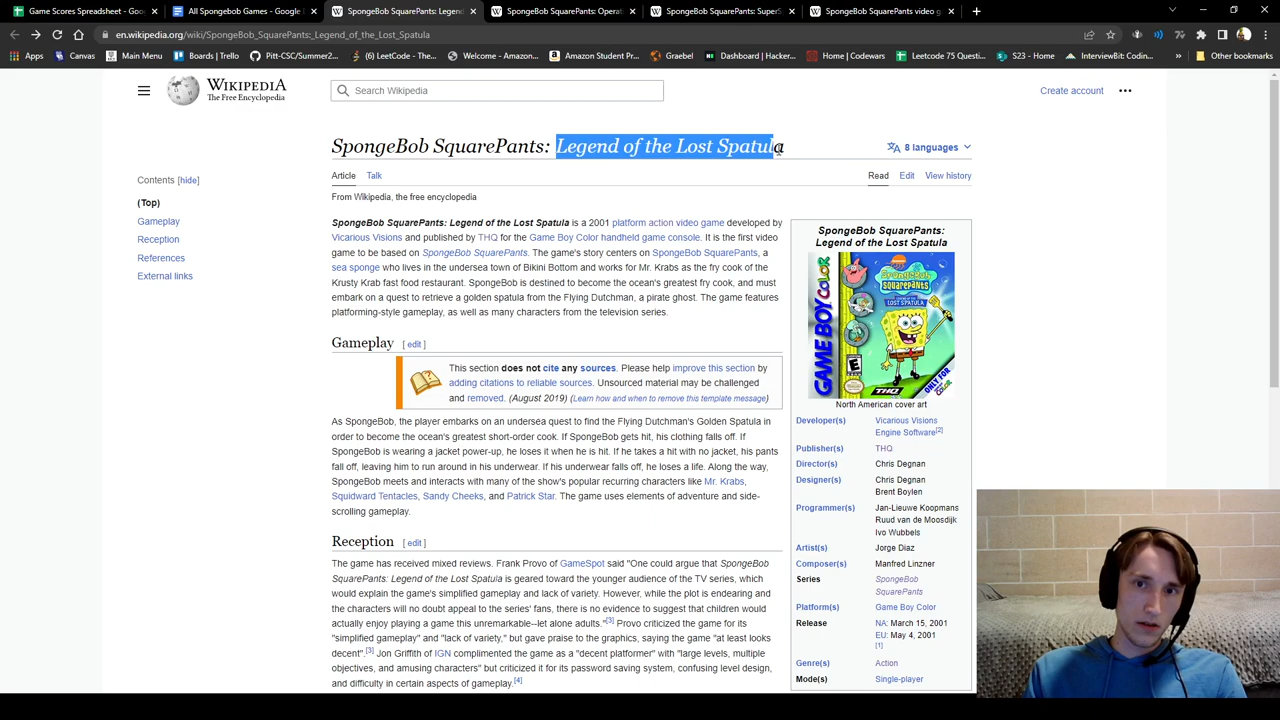 Game Scores Spreadsheet - Goo
All Spongebob Games - Google D
SpongeBob SquarePants: Legend
SpongeBob SquarePants: Operat
SpongeBob SquarePants: SuperS
SpongeBob SquarePants video g
en.wikipedia.org/wiki/SpongeBob_SquarePants:_Legend_of_the_Lost_Spatula
Apps
Canvas
Main Menu
Boards | Trello
Pitt-CSC/Summer2...
(6) LeetCode - The...
Welcome - Amazon...
Amazon Student Pr...
Graebel
Dashboard | Hacker...
Home | Codewars
Leetcode 75 Questi...
S23 - Home
InterviewBit: Codin...
»
Other bookmarks
WIKIPEDIA
The Free Encyclopedia
Search Wikipedia
Create account
SpongeBob SquarePants: Legend of the Lost Spatula
8 languages
Article
Talk
Read
Edit
View history
From Wikipedia, the free encyclopedia
Contents [hide]
(Top)
Gameplay
Reception
References
External links
SpongeBob SquarePants: Legend of the Lost Spatula is a 2001 platform action video game developed by
Vicarious Visions and published by THQ for the Game Boy Color handheld game console. It is the first video
game to be based on SpongeBob SquarePants. The game's story centers on SpongeBob SquarePants, a
sea sponge who lives in the undersea town of Bikini Bottom and works for Mr. Krabs as the fry cook of the
Krusty Krab fast food restaurant. SpongeBob is destined to become the ocean's greatest fry cook, and must
embark on a quest to retrieve a golden spatula from the Flying Dutchman, a pirate ghost. The game features
platforming-style gameplay, as well as many characters from the television series.
Gameplay [ edit ]
This section does not cite any sources. Please help improve this section by
adding citations to reliable sources. Unsourced material may be challenged
and removed. (August 2019) (Learn how and when to remove this template message)
As SpongeBob, the player embarks on an undersea quest to find the Flying Dutchman's Golden Spatula in
order to become the ocean's greatest short-order cook. If SpongeBob gets hit, his clothing falls off. If
SpongeBob is wearing a jacket power-up, he loses it when he is hit. If he takes a hit with no jacket, his pants
fall off, leaving him to run around in his underwear. If his underwear falls off, he loses a life. Along the way,
SpongeBob meets and interacts with many of the show's popular recurring characters like Mr. Krabs,
Squidward Tentacles, Sandy Cheeks, and Patrick Star. The game uses elements of adventure and side-
scrolling gameplay.
Reception [ edit ]
The game has received mixed reviews. Frank Provo of GameSpot said "One could argue that SpongeBob
SquarePants: Legend of the Lost Spatula is geared toward the younger audience of the TV series, which
would explain the game's simplified gameplay and lack of variety. However, while the plot is endearing and
the characters will no doubt appeal to the series' fans, there is no evidence to suggest that children would
actually enjoy playing a game this unremarkable--let alone adults."[3] Provo criticized the game for its
"simplified gameplay" and "lack of variety," but gave praise to the graphics, saying the game "at least looks
decent".[3] Jon Griffith of IGN complimented the game as a "decent platformer" with "large levels, multiple
objectives, and amusing characters" but criticized it for its password saving system, confusing level design,
and difficulty in certain aspects of gameplay.[4]
SpongeBob SquarePants:
Legend of the Lost Spatula
GAME BOY COLOR
SpongeBob
SquarePants
LOST SPATULA
E
THQ
ONLY FOR
North American cover art
Developer(s) Vicarious Visions
Engine Software[2]
Publisher(s) THQ
Director(s) Chris Degnan
Designer(s) Chris Degnan
Brent Boylen
Programmer(s) Jan-Lieuwe Koopmans
Ruud van de Moosdijk
Ivo Wubbels
Artist(s) Jorge Diaz
Composer(s) Manfred Linzner
Series SpongeBob
SquarePants
Platform(s) Game Boy Color
Release NA: March 15, 2001
EU: May 4, 2001
[1]
Genre(s) Action
Mode(s) Single-player